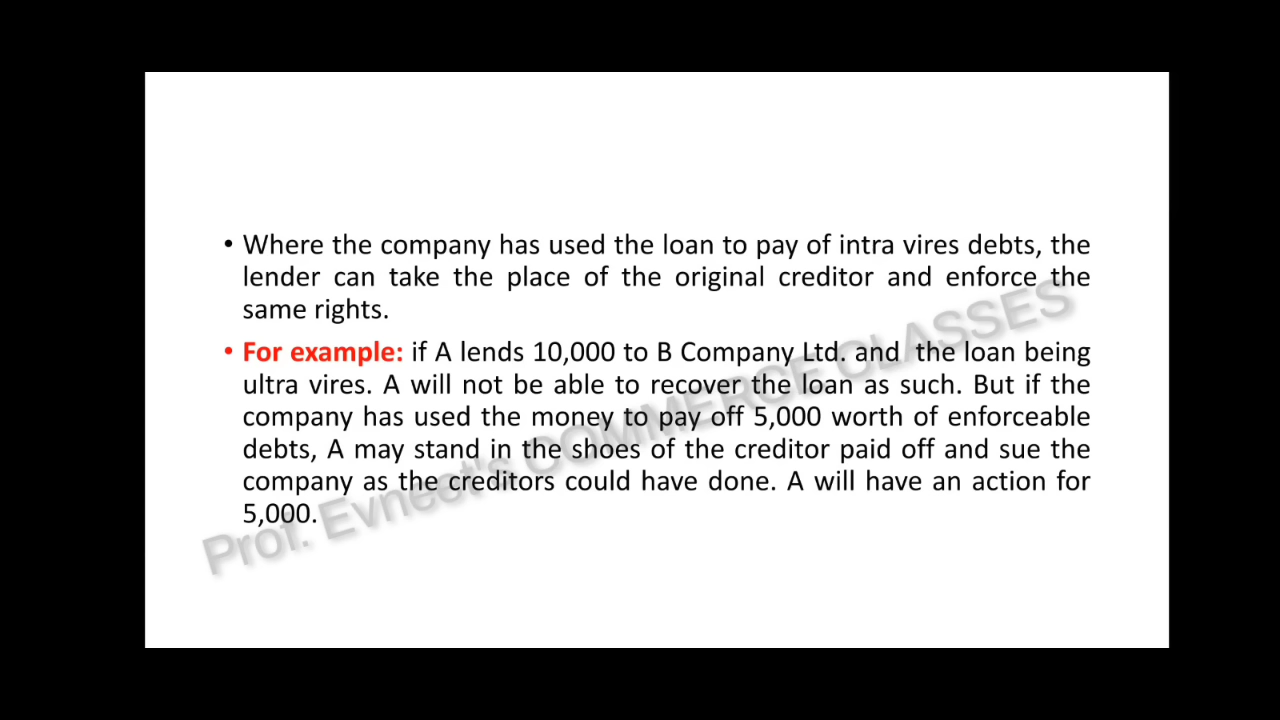 • Where the company has used the loan to pay of intra vires debts, the
lender can take the place of the original creditor and enforce the
same rights.
• For example: if A lends 10,000 to B Company Ltd. and the loan being
ultra vires. A will not be able to recover the loan as such. But if the
company has used the money to pay off 5,000 worth of enforceable
debts, A may stand in the shoes of the creditor paid off and sue the
company as the creditors could have done. A will have an action for
5,000.
Prof. Evneet's COMMERCE CLASSES